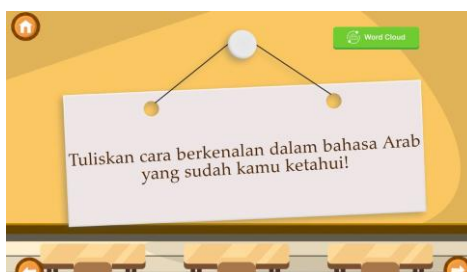 Word Cloud
Tuliskan cara berkenalan dalam bahasa Arab
yang sudah kamu ketahui!